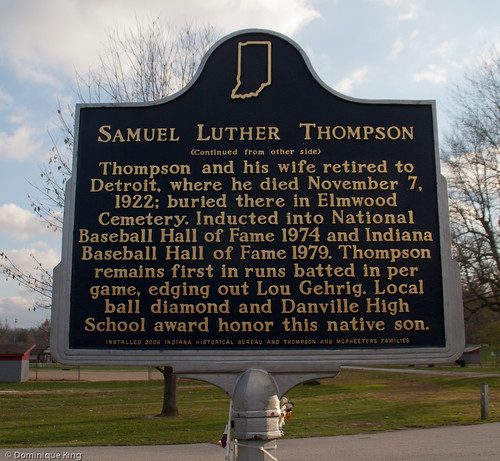 SAMUEL LUTHER THOMPSON
(Continued from other side)
Thompson and his wife retired to
Detroit, where he died November 7,
1922; buried there in Elmwood
Cemetery. Inducted into National
Baseball Hall of Fame 1974 and Indiana
Baseball Hall of Fame 1979. Thompson
remains first in runs batted in per
game, edging out Lou Gehrig. Local
ball diamond and Danville High
School award honor this native son.
INSTALLED 2006 INDIANA HISTORICAL BUREAU AND THOMPSON AND MCPHEETERS FAMILIES
© Dominique King